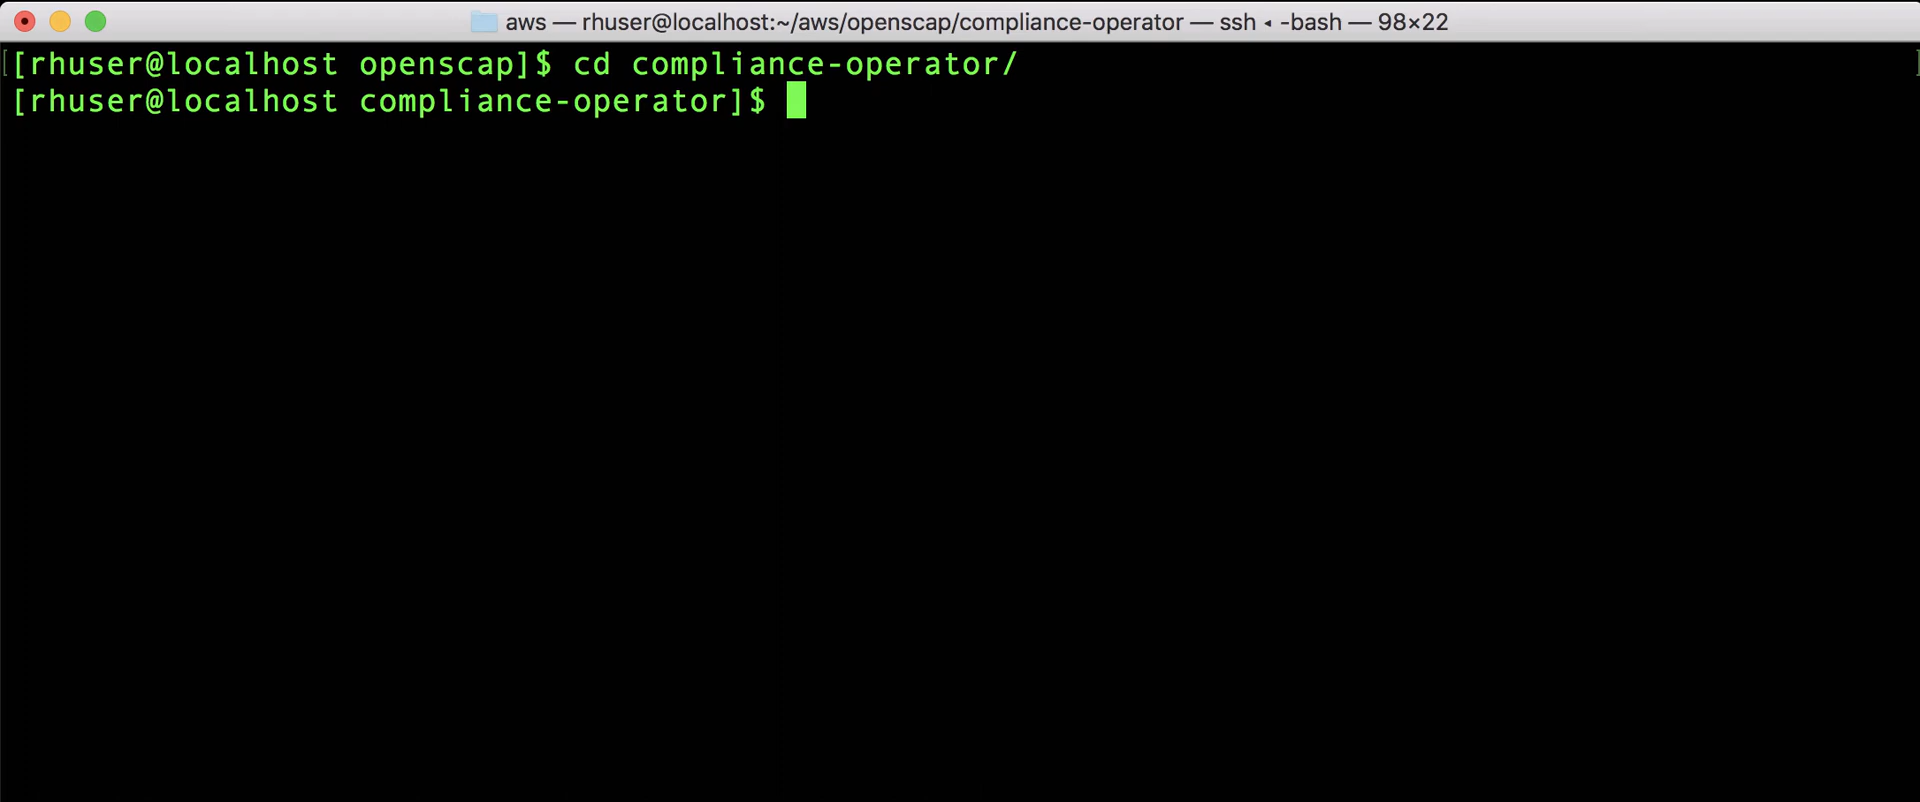 aws — rhuser@localhost:~/aws/openscap/compliance-operator — ssh ◂ -bash — 98×22
[[rhuser@localhost openscap]$ cd compliance-operator/ ]
[rhuser@localhost compliance-operator]$